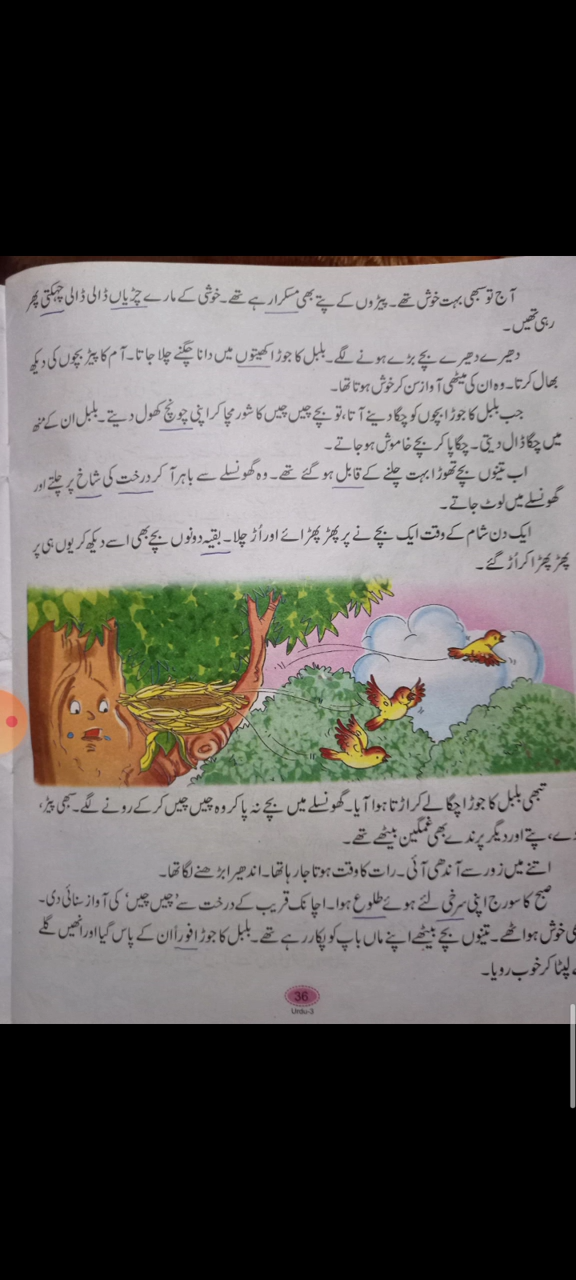 آج تو سبھی بہت خوش تھے۔ پیڑوں کے پتے بھی مسکرا رہے تھے۔ خوشی کے مارے چڑیاں ڈالی ڈالی چہکتی پھر
رہی تھیں۔
دھیرے دھیرے بچے بڑے ہونے لگے۔ بلبل کا جوڑا کھیتوں میں دانا چگنے چلا جاتا۔ آم کا پیڑ بچوں کی دیکھ
بھال کرتا۔ وہ ان کی میٹھی آواز سن کر خوش ہوتا تھا۔
جب بلبل کا جوڑا بچوں کو چگا دینے آتا، تو بچے چیں چیں کا شور مچا کر اپنی چونچ کھول دیتے۔ بلبل ان کے منھ
میں چگا ڈال دیتی۔ چگا پا کر بچے خاموش ہو جاتے۔
اب تینوں بچے تھوڑا بہت چلنے کے قابل ہو گئے تھے۔ وہ گھونسلے سے باہر آ کر درخت کی شاخ پر چلتے اور
گھونسلے میں لوٹ جاتے۔
ایک دن شام کے وقت ایک بچے نے پر پھڑ پھڑائے اور اُڑ چلا۔ بقیہ دونوں بچے بھی اسے دیکھ کر یوں ہی پر
پھڑ پھڑا کر اُڑ گئے۔
تبھی بلبل کا جوڑا چگا لے کر اڑتا ہوا آیا۔ گھونسلے میں بچے نہ پا کر وہ چیں چیں کر کے رونے لگے۔ سبھی پیڑ،
پتے اور دیگر پرندے بھی غمگین بیٹھے تھے۔
اتنے میں زور سے آندھی آئی۔ رات کا وقت ہوتا جا رہا تھا۔ اندھیرا بڑھنے لگا تھا۔
صبح کا سورج اپنی سرخی لئے ہوئے طلوع ہوا۔ اچانک قریب کے درخت سے 'چیں چیں' کی آواز سنائی دی۔
خوش ہو اٹھے۔ تینوں بچے بیٹھے اپنے ماں باپ کو پکار رہے تھے۔ بلبل کا جوڑا فوراً ان کے پاس گیا اور انھیں گلے
لپٹا کر خوب رویا۔
36
Urdu-3